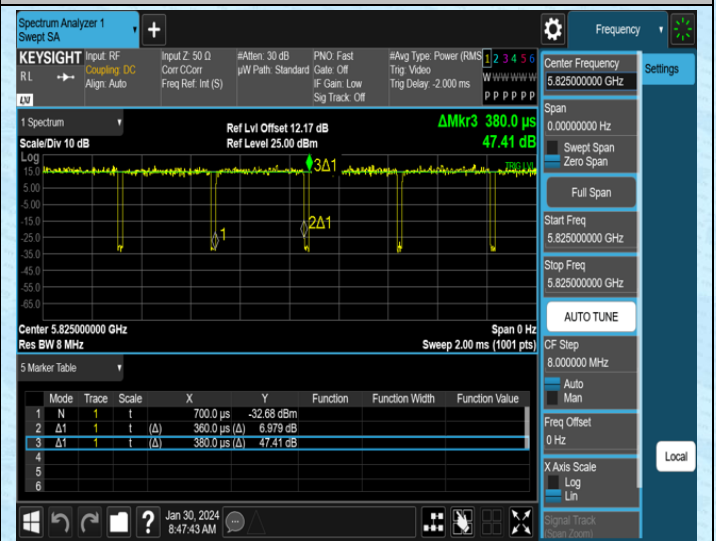 Spectrum Analyzer 1
Swept SA
+
Frequency
KEYSIGHT
Input: RF
Coupling: DC
Align: Auto
RL
LXI
Input Z: 50 Ω
Corr CCorr
Freq Ref: Int (S)
#Atten: 30 dB
µW Path: Standard
PNO: Fast
Gate: Off
IF Gain: Low
Sig Track: Off
#Avg Type: Power (RMS
Trig: Video
Trig Delay: -2.000 ms
1 2 3 4 5 6
W W W W W W
P P P P P P
Center Frequency
5.825000000 GHz
Settings
1 Spectrum
Scale/Div 10 dB
Ref Lvl Offset 12.17 dB
Ref Level 25.00 dBm
ΔMkr3 380.0 µs
47.41 dB
Log
15.0
5.00
-5.00
-15.0
-25.0
-35.0
-45.0
-55.0
-65.0
3Δ1
TRIG LVL
2Δ1
1
Center 5.825000000 GHz
Res BW 8 MHz
Span 0 Hz
Sweep 2.00 ms (1001 pts)
Span
0.00000000 Hz
Swept Span
Zero Span
Full Span
Start Freq
5.825000000 GHz
Stop Freq
5.825000000 GHz
AUTO TUNE
CF Step
8.000000 MHz
Auto
Man
Freq Offset
0 Hz
X Axis Scale
Log
Lin
Signal Track
(Span Zoom)
Local
5 Marker Table
Mode Trace Scale X Y Function Function Width Function Value
1 N 1 t 700.0 µs -32.68 dBm
2 Δ1 1 t (Δ) 360.0 µs (Δ) 6.979 dB
3 Δ1 1 t (Δ) 380.0 µs (Δ) 47.41 dB
4
5
6
?
Jan 30, 2024
8:47:43 AM